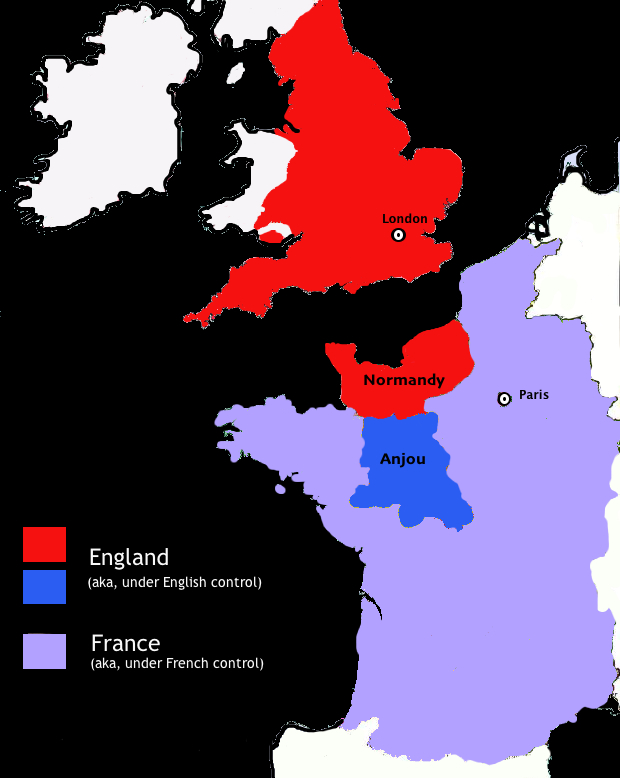 London
Normandy
Paris
Anjou
England
(aka, under English control)
France
(aka, under French control)